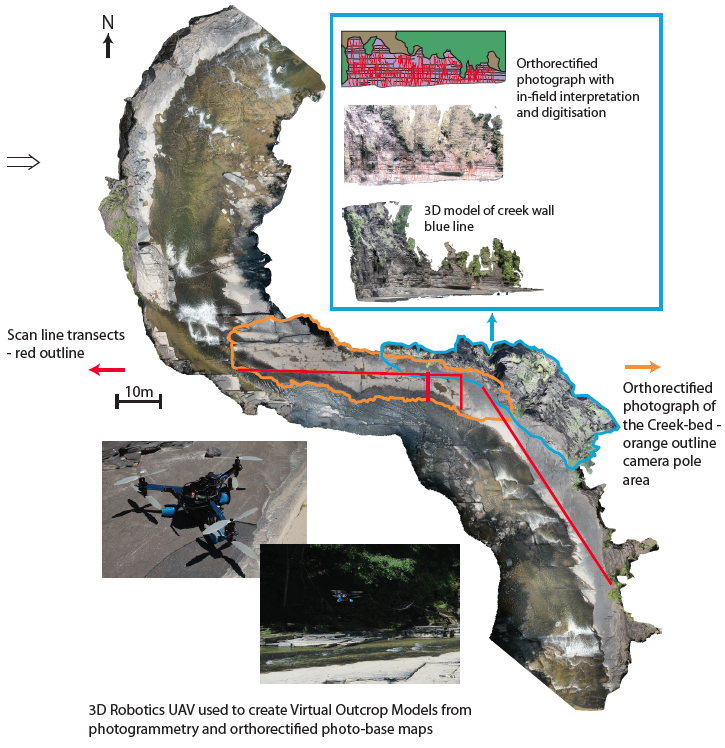 N
Orthorectified
photograph with
in-field interpretation
and digitisation
3D model of creek wall
blue line
Scan line transects
- red outline
10m
Orthorectified
photograph of
the Creek-bed -
orange outline
camera pole
area
3D Robotics UAV used to create Virtual Outcrop Models from
photogrammetry and orthorectified photo-base maps